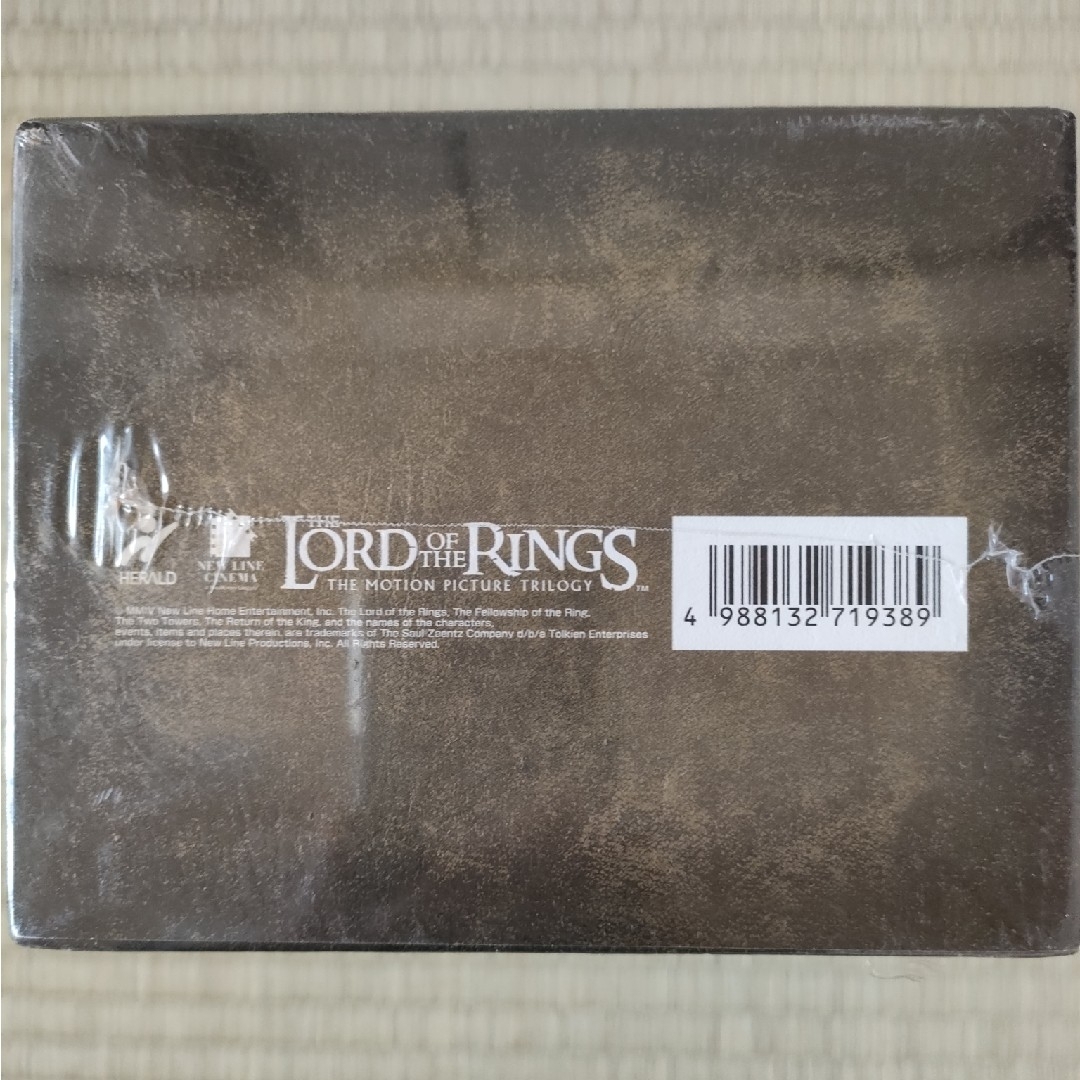 HERALD
NEW LINE
CINEMA
THE
LORD OF THE RINGS
THE MOTION PICTURE TRILOGY ™
© MMIV New Line Home Entertainment, Inc. The Lord of the Rings, The Fellowship of the Ring,
The Two Towers, The Return of the King, and the names of the characters,
events, items and places therein, are trademarks of The Saul Zaentz Company d/b/a Tolkien Enterprises
under license to New Line Productions, Inc. All Rights Reserved.
4 988132 719389